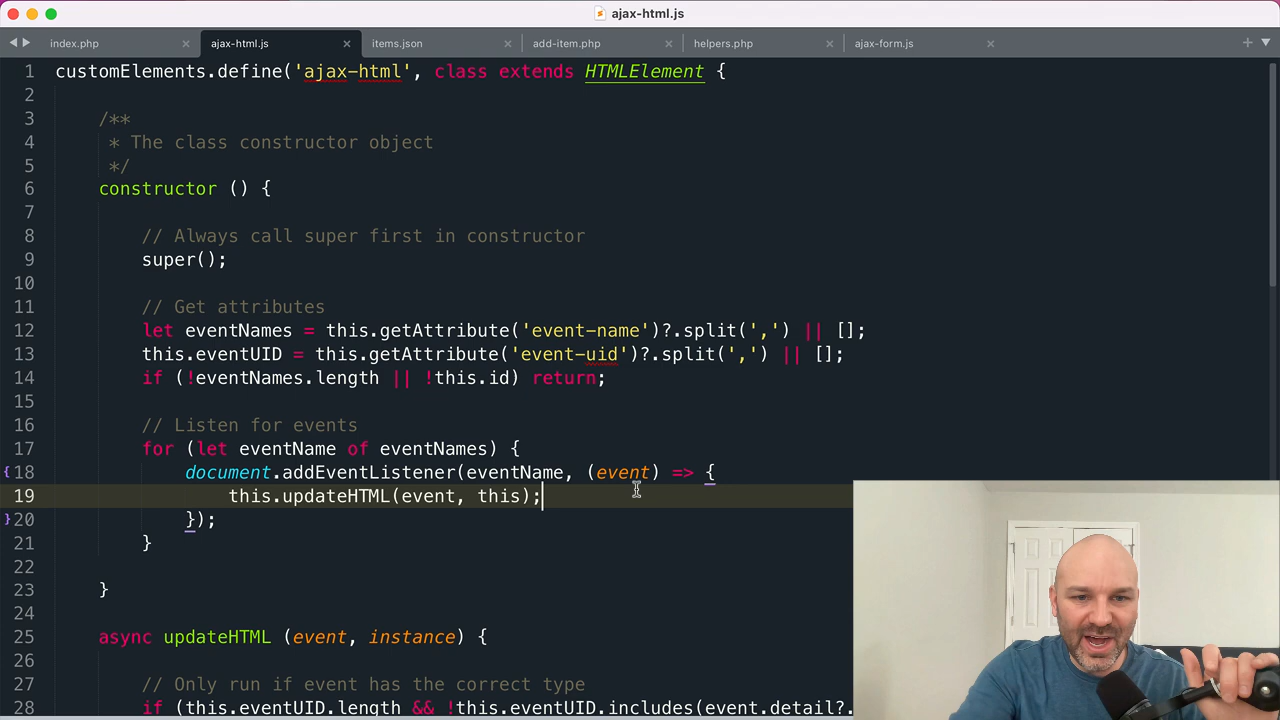 ajax-html.js
index.php
ajax-html.js
items.json
add-item.php
helpers.php
ajax-form.js
1 customElements.define('ajax-html', class extends HTMLElement {
2
3 /**
4 * The class constructor object
5 */
6 constructor () {
7
8 // Always call super first in constructor
9 super();
10
11 // Get attributes
12 let eventNames = this.getAttribute('event-name')?.split(',') || [];
13 this.eventUID = this.getAttribute('event-uid')?.split(',') || [];
14 if (!eventNames.length || !this.id) return;
15
16 // Listen for events
17 for (let eventName of eventNames) {
18 document.addEventListener(eventName, (event) => {
19 this.updateHTML(event, this);
20 });
21 }
22
23 }
24
25 async updateHTML (event, instance) {
26
27 // Only run if event has the correct type
28 if (this.eventUID.length && !this.eventUID.includes(event.detail?.